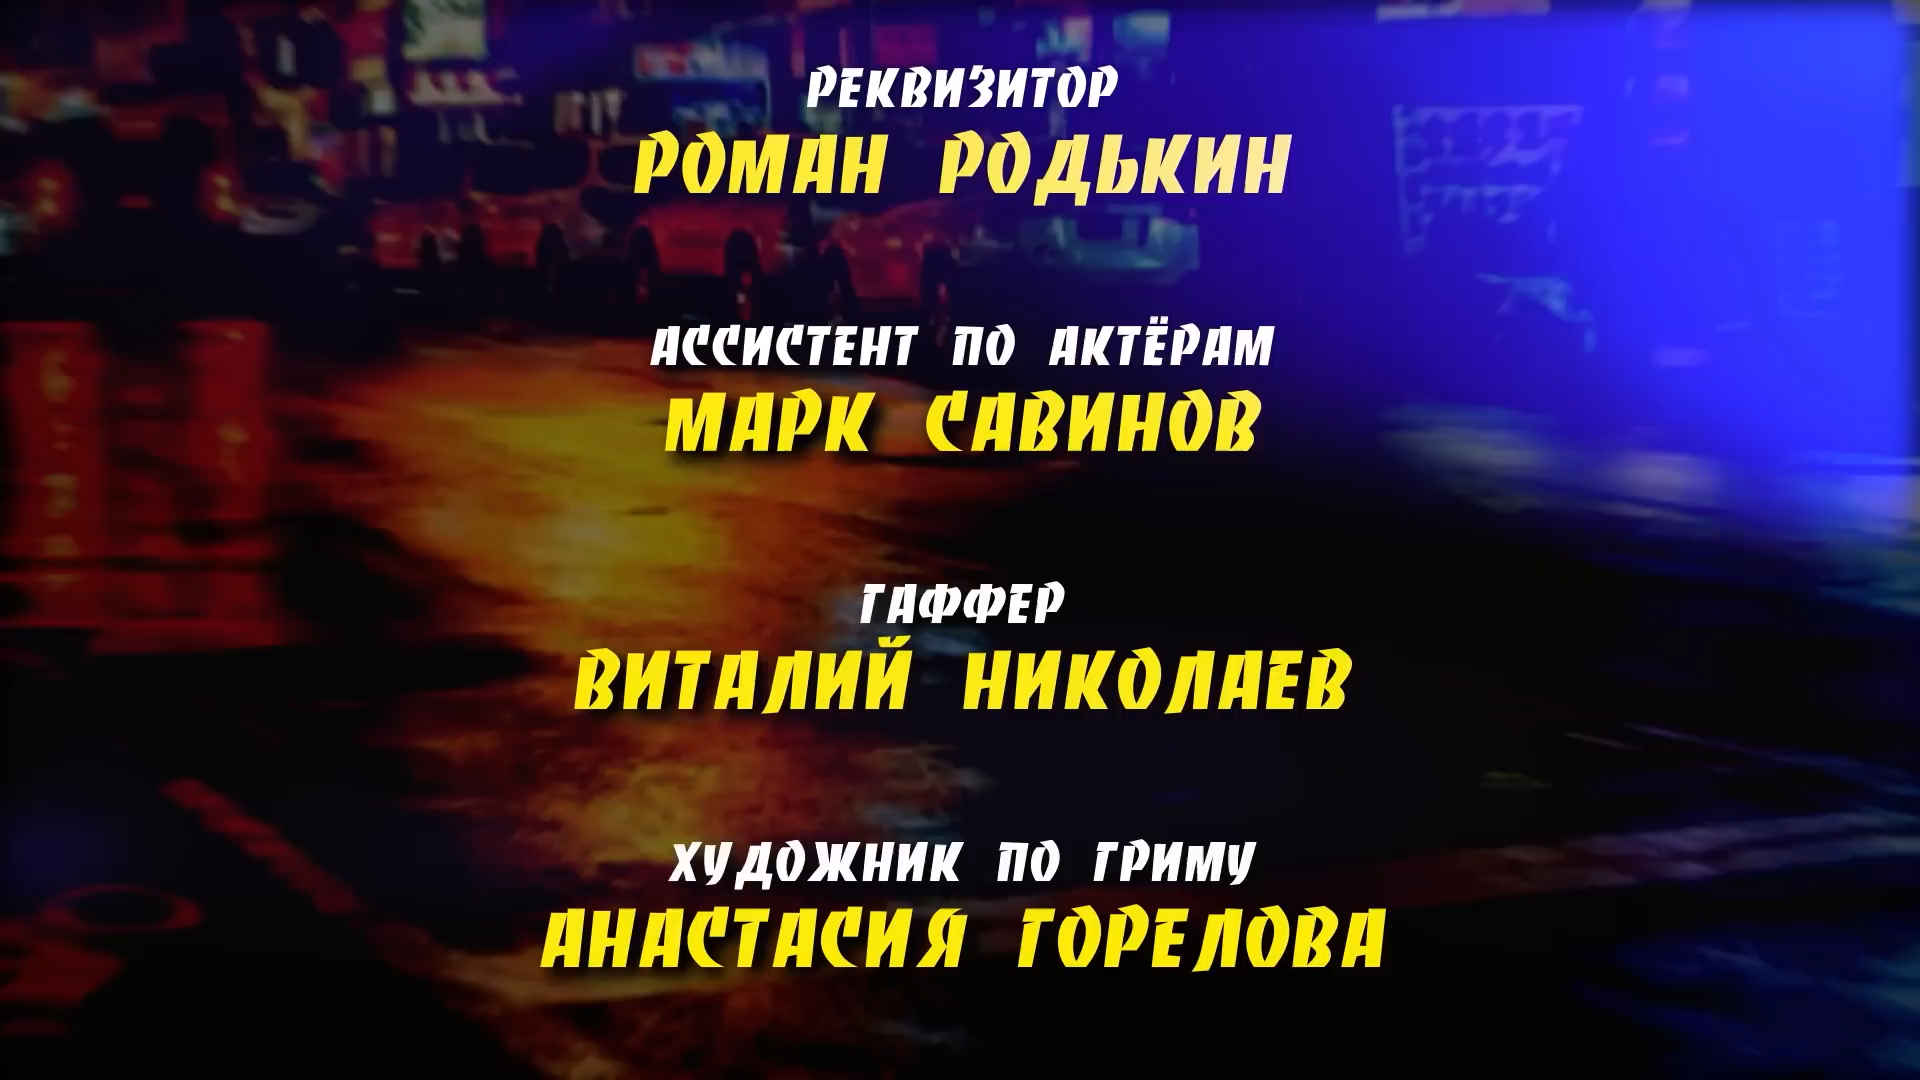 РЕКВИЗИТОР
РОМАН РОДЬКИН
АССИСТЕНТ ПО АКТЁРАМ
МАРК САВИНОВ
ГАФФЕР
ВИТАЛИЙ НИКОЛАЕВ
ХУДОЖНИК ПО ГРИМУ
АНАСТАСИЯ ГОРЕЛОВА